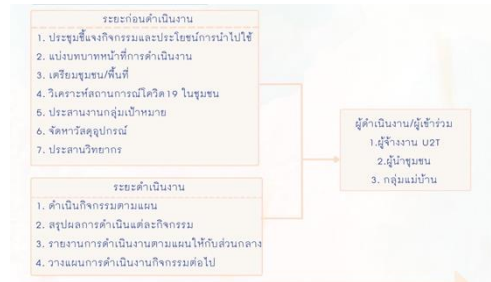 ระยะก่อนดำเนินงาน
1. ประชุมชี้แจงกิจกรรมและประโยชน์การนำไปใช้
2. แบ่งบทบาทหน้าที่การดำเนินงาน
3. เตรียมชุมชน/พื้นที่
4. วิเคราะห์สถานการณ์โควิด19 ในชุมชน
5. ประสานงานกลุ่มเป้าหมาย
6. จัดหาวัสดุอุปกรณ์
7. ประสานวิทยากร
ระยะดำเนินงาน
1. ดำเนินกิจกรรมตามแผน
2. สรุปผลการดำเนินแต่ละกิจกรรม
3. รายงานการดำเนินงานตามแผนให้กับส่วนกลาง
4. วางแผนการดำเนินงานกิจกรรมต่อไป
ผู้ดำเนินงาน/ผู้เข้าร่วม
1.ผู้จ้างงาน U2T
2.ผู้นำชุมชน
3. กลุ่มแม่บ้าน